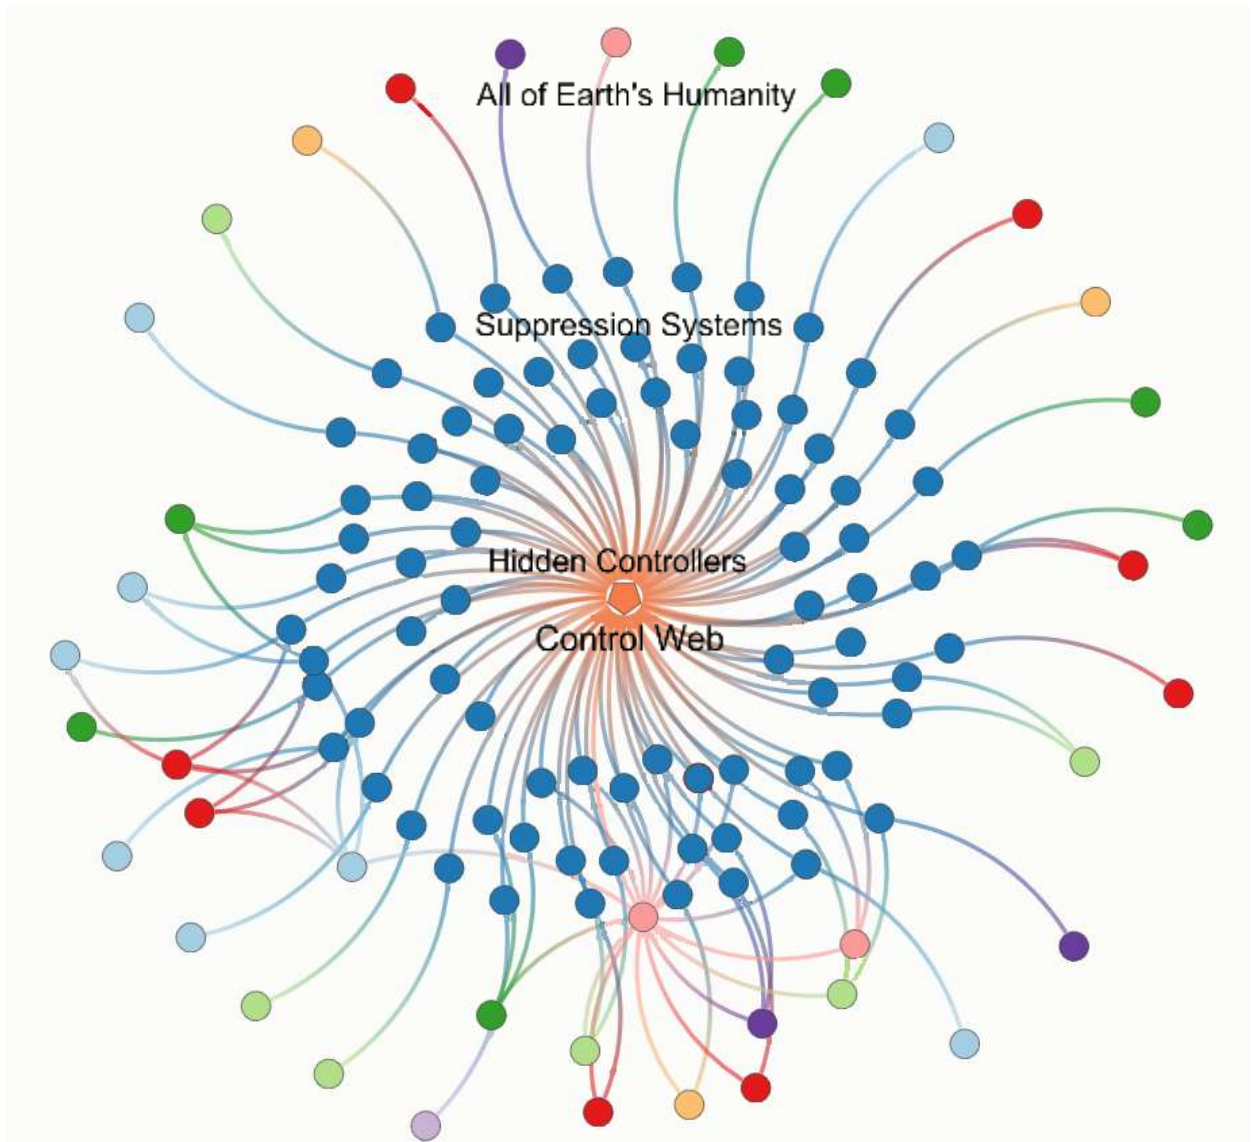 All of Earth's Humanity
Suppression Systems
Hidden Controllers
Control Web